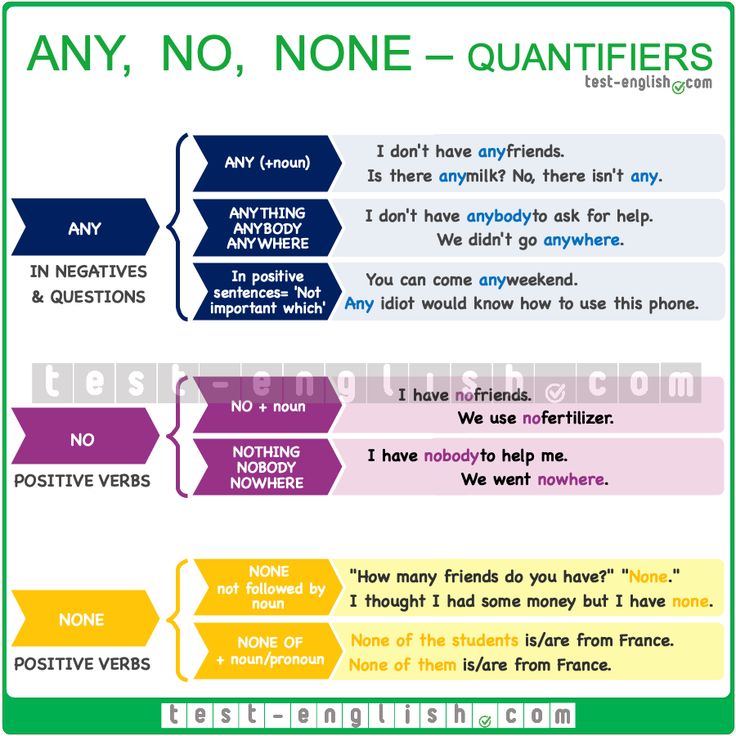 ANY, NO, NONE – QUANTIFIERS
test-english.com
ANY
IN NEGATIVES
& QUESTIONS
ANY (+noun)
I don't have anyfriends.
Is there anymilk? No, there isn't any.
ANYTHING
ANYBODY
ANYWHERE
I don't have anybodyto ask for help.
We didn't go anywhere.
In positive
sentences= 'Not
important which'
You can come anyweekend.
Any idiot would know how to use this phone.
test-english.com
NO
POSITIVE VERBS
NO + noun
I have nofriends.
We use nofertilizer.
NOTHING
NOBODY
NOWHERE
I have nobodyto help me.
We went nowhere.
NONE
POSITIVE VERBS
NONE
not followed by
noun
"How many friends do you have?" "None."
I thought I had some money but I have none.
NONE OF
+ noun/pronoun
None of the students is/are from France.
None of them is/are from France.
test-english.com